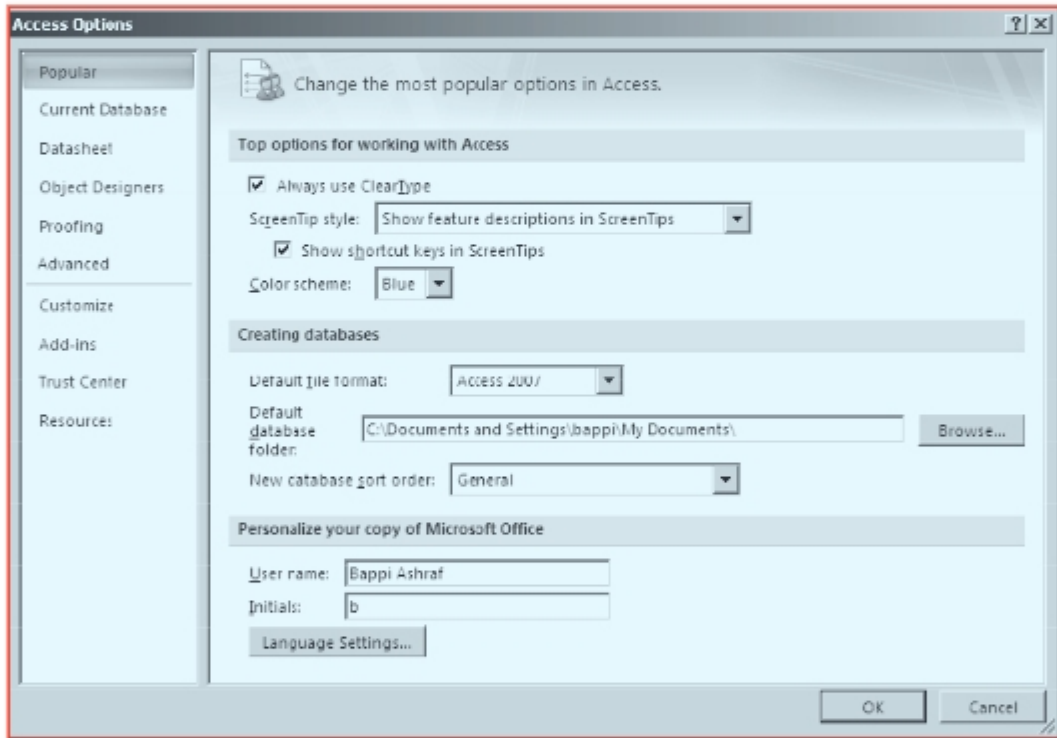 Access Options
Popular
Current Database
Datasheet
Object Designers
Proofing
Advanced
Customize
Add-ins
Trust Center
Resources
Change the most popular options in Access.
Top options for working with Access
Always use ClearType
ScreenTip style: Show feature descriptions in ScreenTips
Show shortcut keys in ScreenTips
Color scheme: Blue
Creating databases
Default file format: Access 2007
Default database folder: C:\Documents and Settings\bappi\My Documents\ Browse...
New database sort order: General
Personalize your copy of Microsoft Office
User name: Bappi Ashraf
Initials: b
Language Settings...
OK Cancel